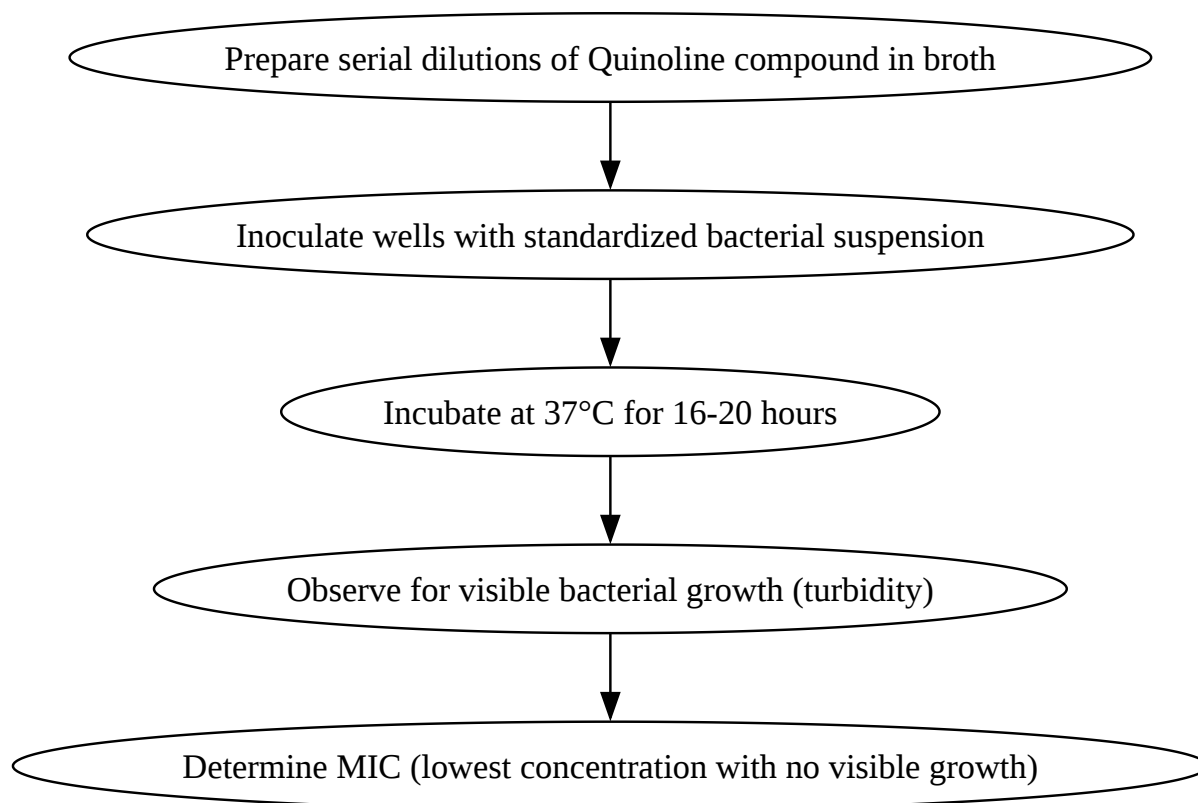 Prepare serial dilutions of Quinoline compound in broth
Inoculate wells with standardized bacterial suspension
Incubate at 37°C for 16-20 hours
Observe for visible bacterial growth (turbidity)
Determine MIC (lowest concentration with no visible growth)